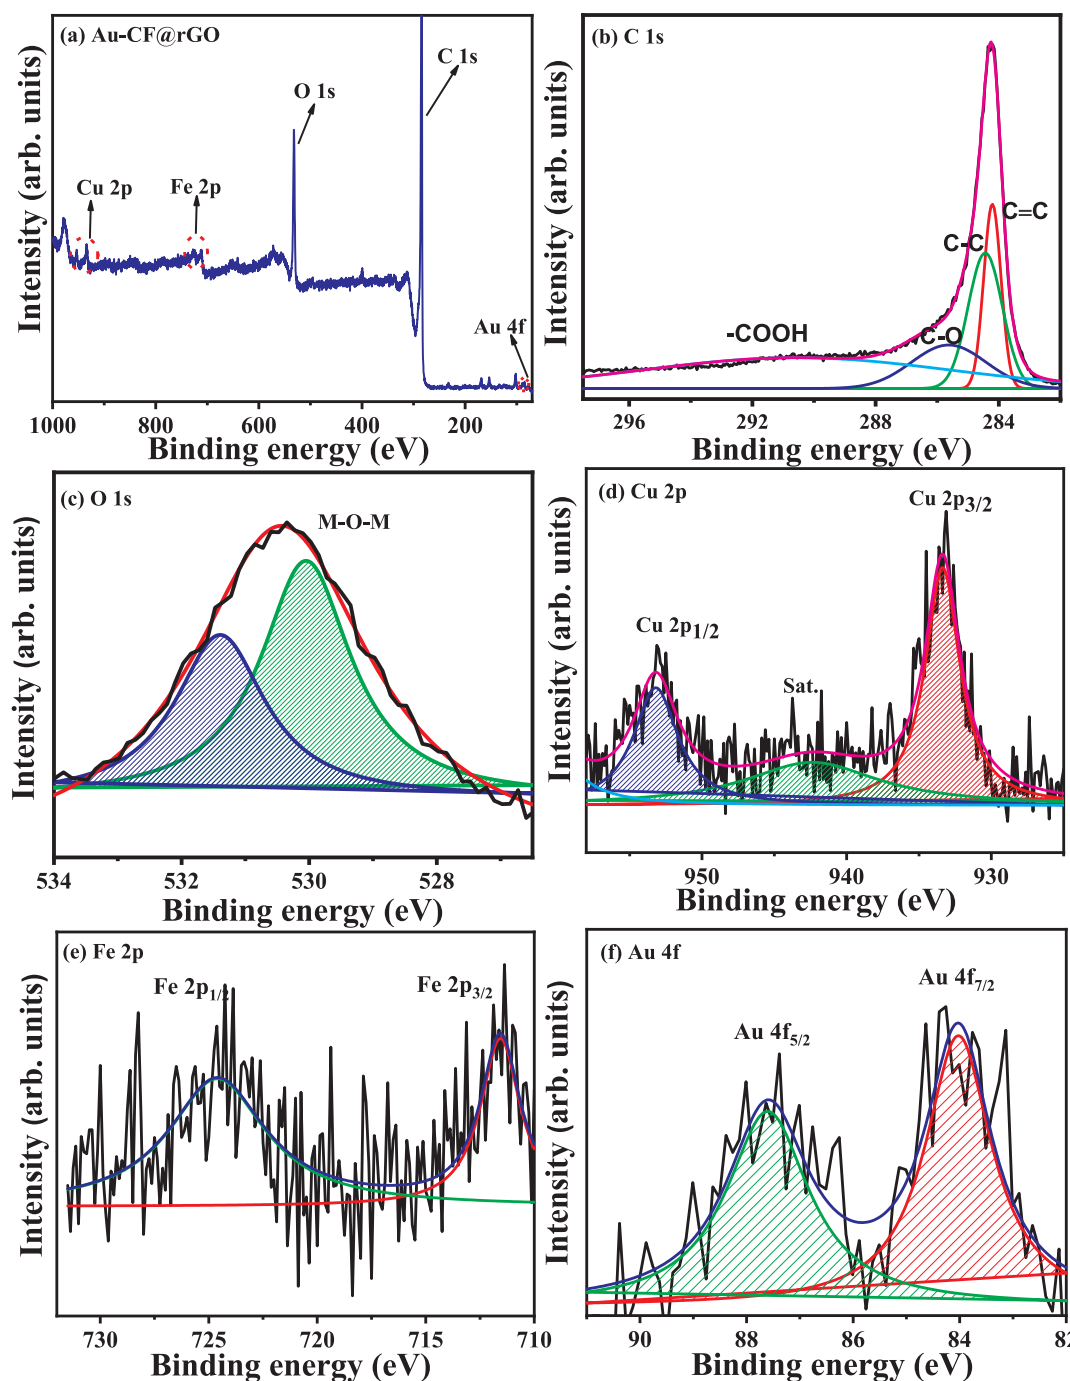 (a) Au-CF@rGO
C 1s
O 1s
Cu 2p
Fe 2p
Au 4f
Intensity (arb. units)
1000 800 600 400 200
Binding energy (eV)
(b) C 1s
C=C
C-C
C-O
-COOH
Intensity (arb. units)
296 292 288 284
Binding energy (eV)
(c) O 1s
M-O-M
Intensity (arb. units)
534 532 530 528
Binding energy (eV)
(d) Cu 2p
Cu 2p3/2
Cu 2p1/2
Sat.
Intensity (arb. units)
950 940 930
Binding energy (eV)
(e) Fe 2p
Fe 2p1/2
Fe 2p3/2
Intensity (arb. units)
730 725 720 715 710
Binding energy (eV)
(f) Au 4f
Au 4f7/2
Au 4f5/2
Intensity (arb. units)
90 88 86 84 82
Binding energy (eV)